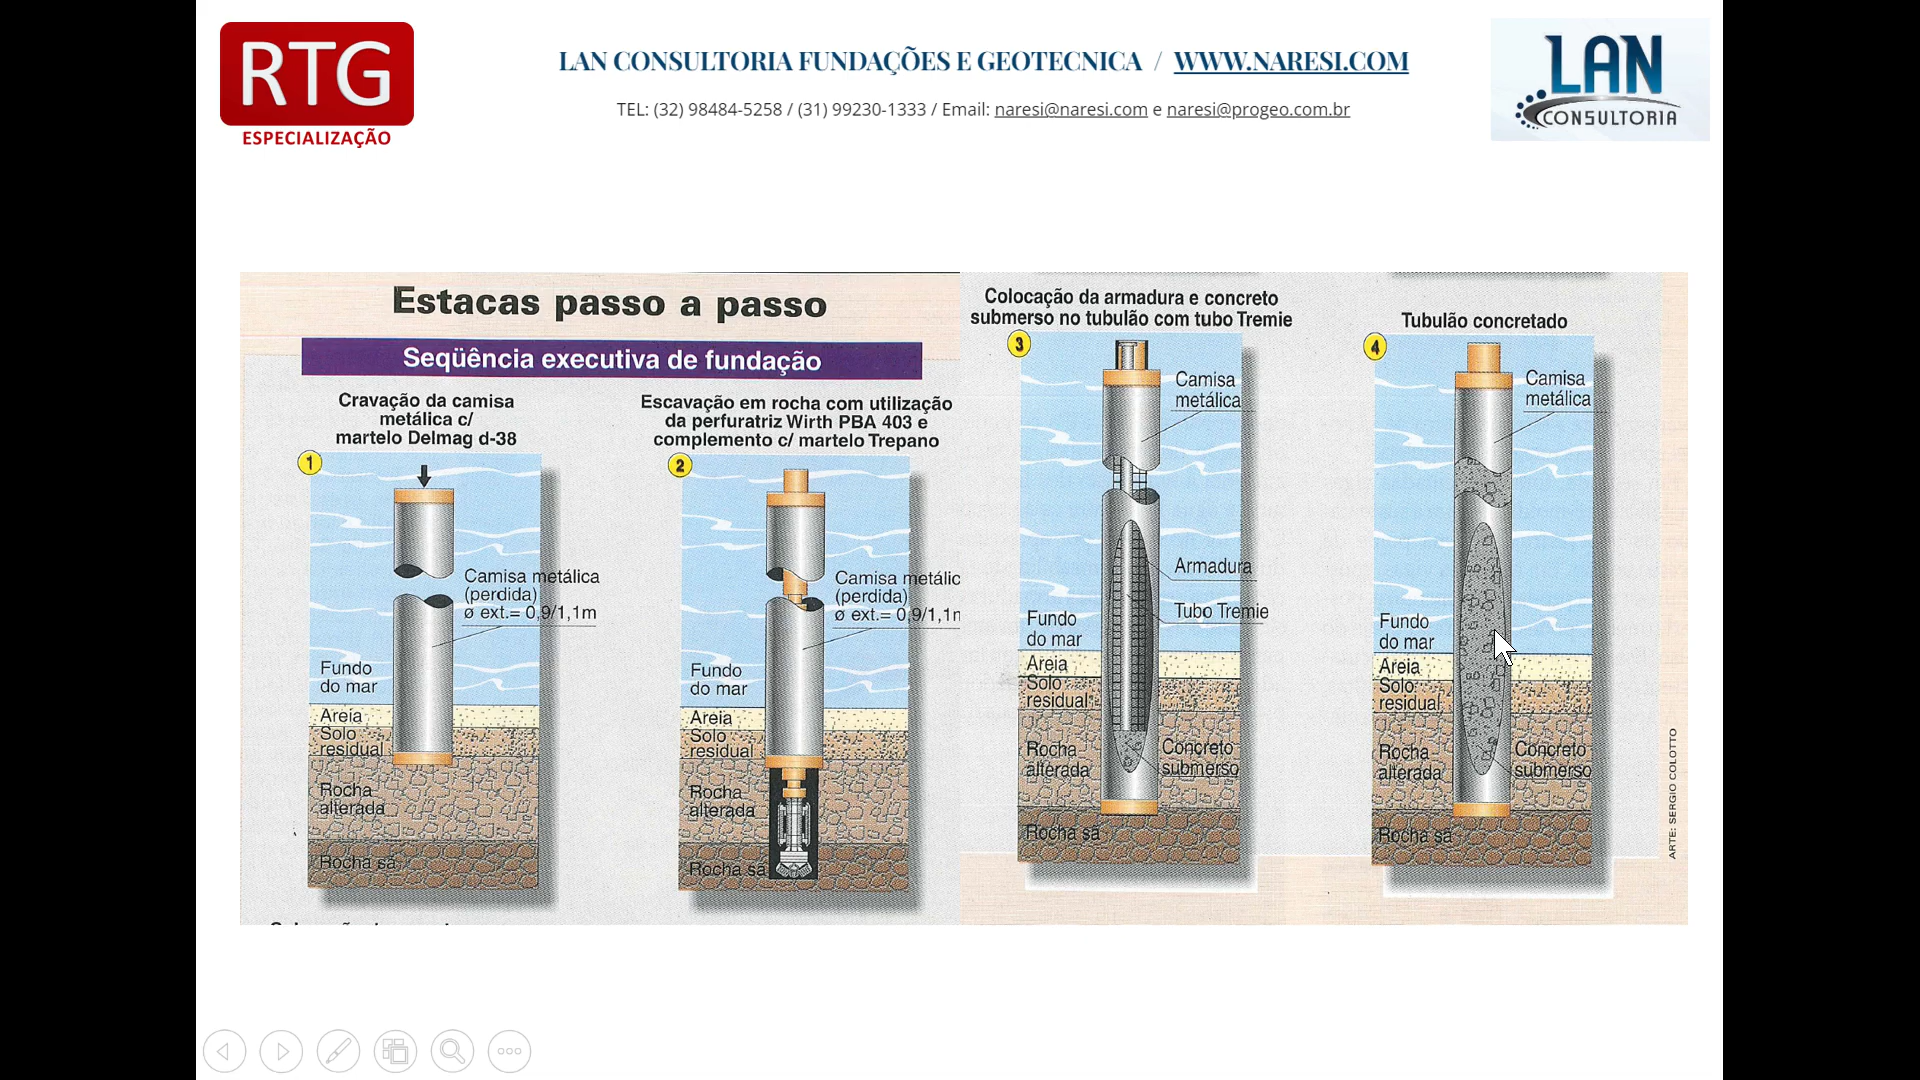 RTG
ESPECIALIZAÇÃO
LAN CONSULTORIA FUNDAÇÕES E GEOTECNICA / WWW.NARESI.COM
TEL: (32) 98484-5258 / (31) 99230-1333 / Email: naresi@naresi.com e naresi@progeo.com.br
LAN
CONSULTORIA
Estacas passo a passo
Seqüência executiva de fundação
Cravação da camisa
metálica c/
martelo Delmag d-38
1
Camisa metálica
(perdida)
ø ext.= 0,9/1,1m
Fundo
do mar
Areia
Solo
residual
Rocha
alterada
Rocha sã
Escavação em rocha com utilização
da perfuratriz Wirth PBA 403 e
complemento c/ martelo Trepano
2
Camisa metálic
(perdida)
ø ext.= 0,9/1,1
Fundo
do mar
Areia
Solo
residual
Rocha
alterada
Rocha sã
Colocação da armadura e concreto
submerso no tubulão com tubo Tremie
3
Camisa
metálica
Armadura
Tubo Tremie
Fundo
do mar
Areia
Solo
residual
Rocha
alterada
Concreto
submerso
Rocha sã
Tubulão concretado
4
Camisa
metálica
Fundo
do mar
Areia
Solo
residual
Rocha
alterada
Concreto
submerso
Rocha sã
ARTE: SERGIO COLOTTO